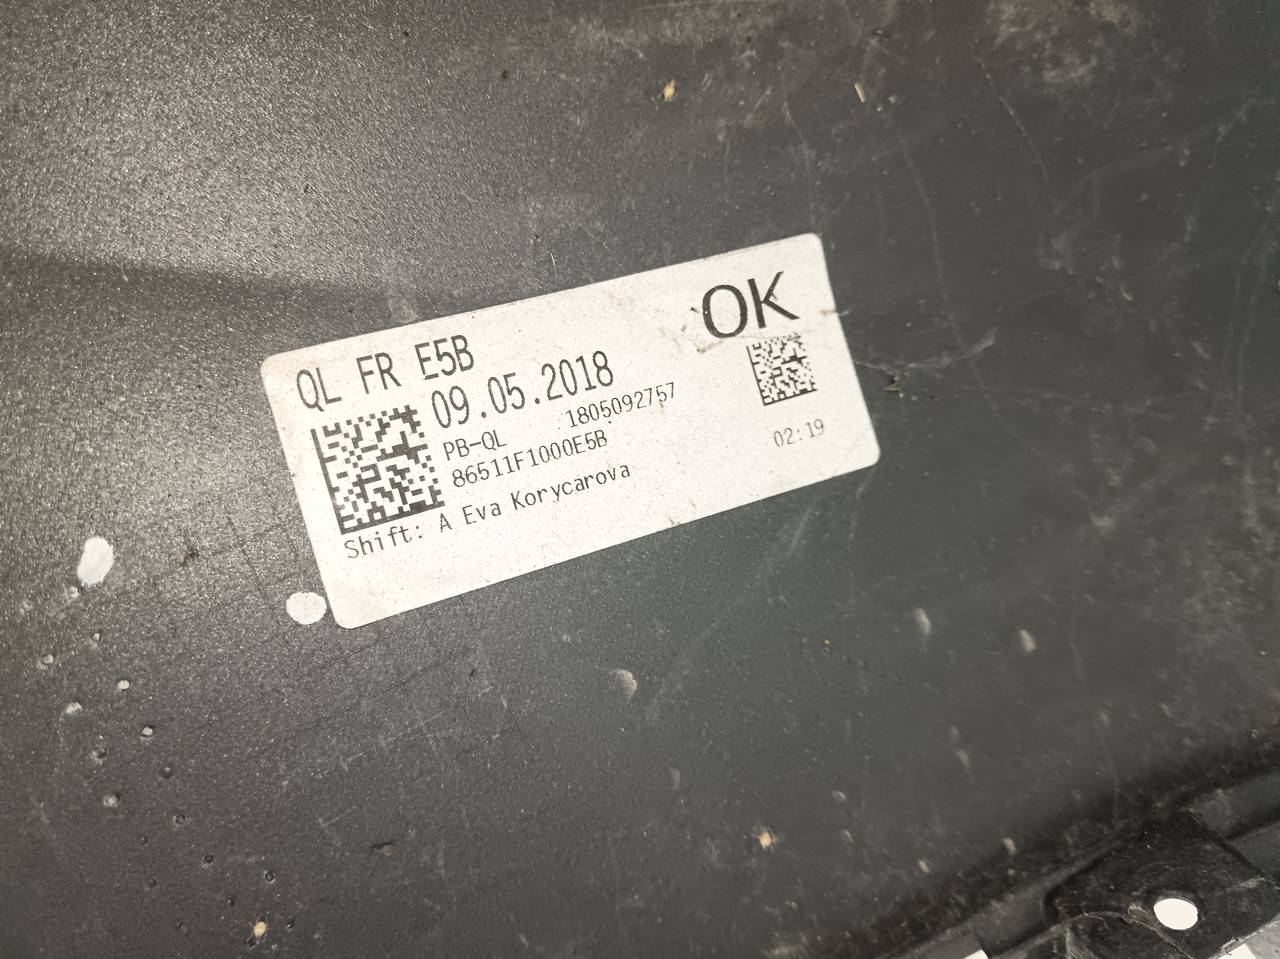 QL FR E5B
OK
09.05.2018
PB-QL 1805092757
86511F1000E5B
02:19
Shift: A Eva Korycarova